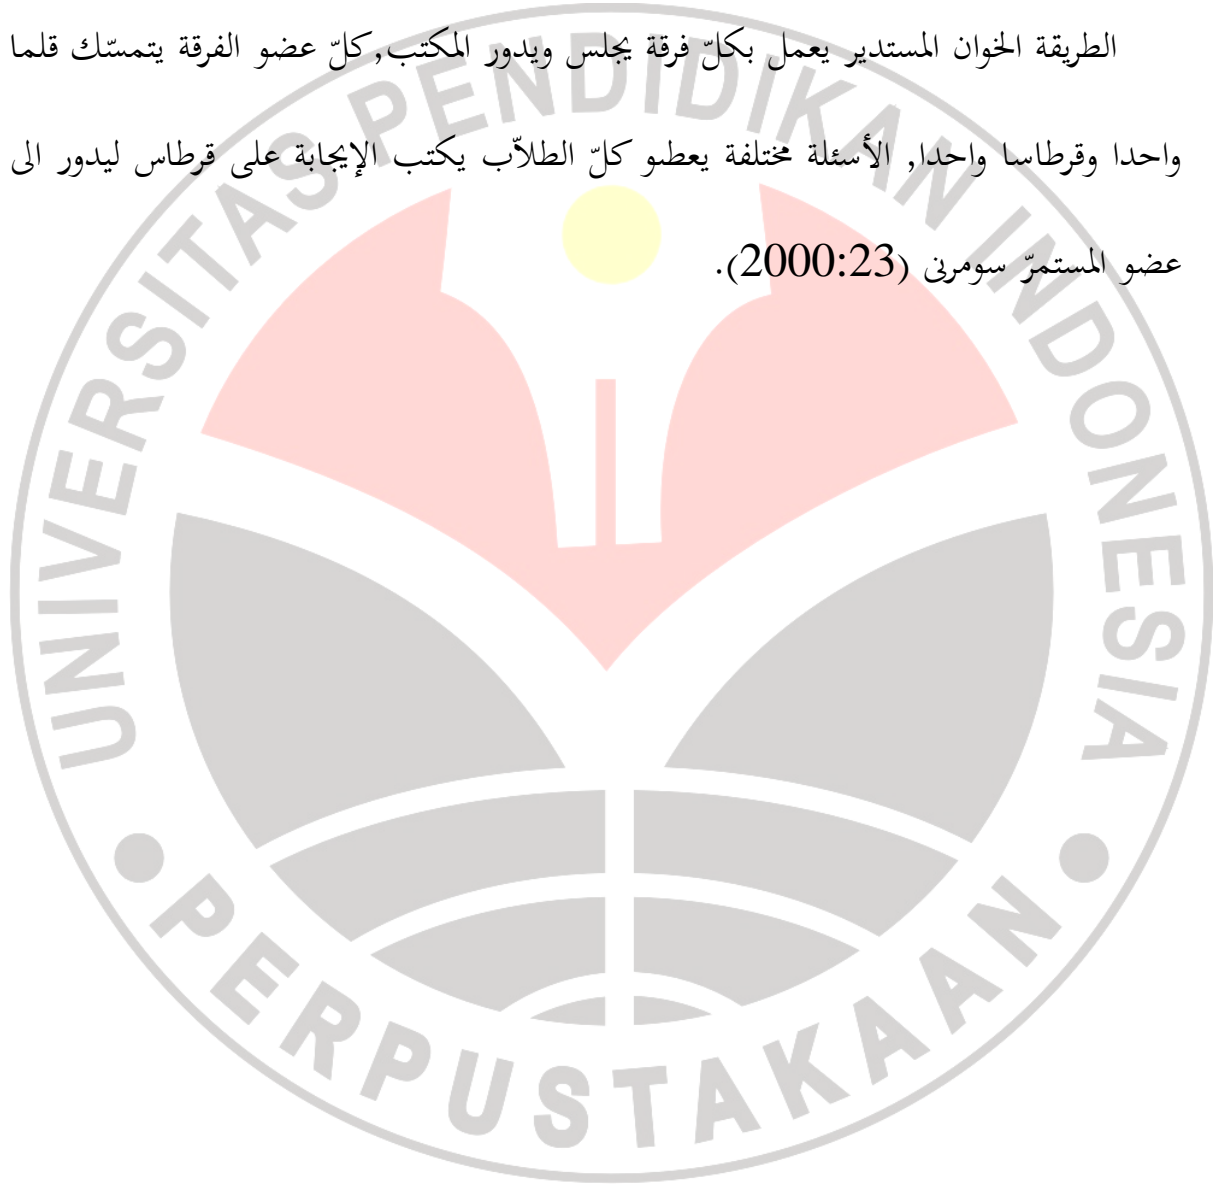 الطريقة الخوان المستدير يعمل بكلّ فرقة يجلس ويدور المكتب,كلّ عضو الفرقة يتمسّك قلما
واحدا وقرطاسا واحدا, الأسئلة مختلفة يعطو كلّ الطلاّب يكتب الإيجابة على قرطاس ليدور الى
عضو المستمرّ سومرنى (2000:23).
UNIVERSITAS PENDIDIKAN INDONESIA
PERPUSTAKAAN